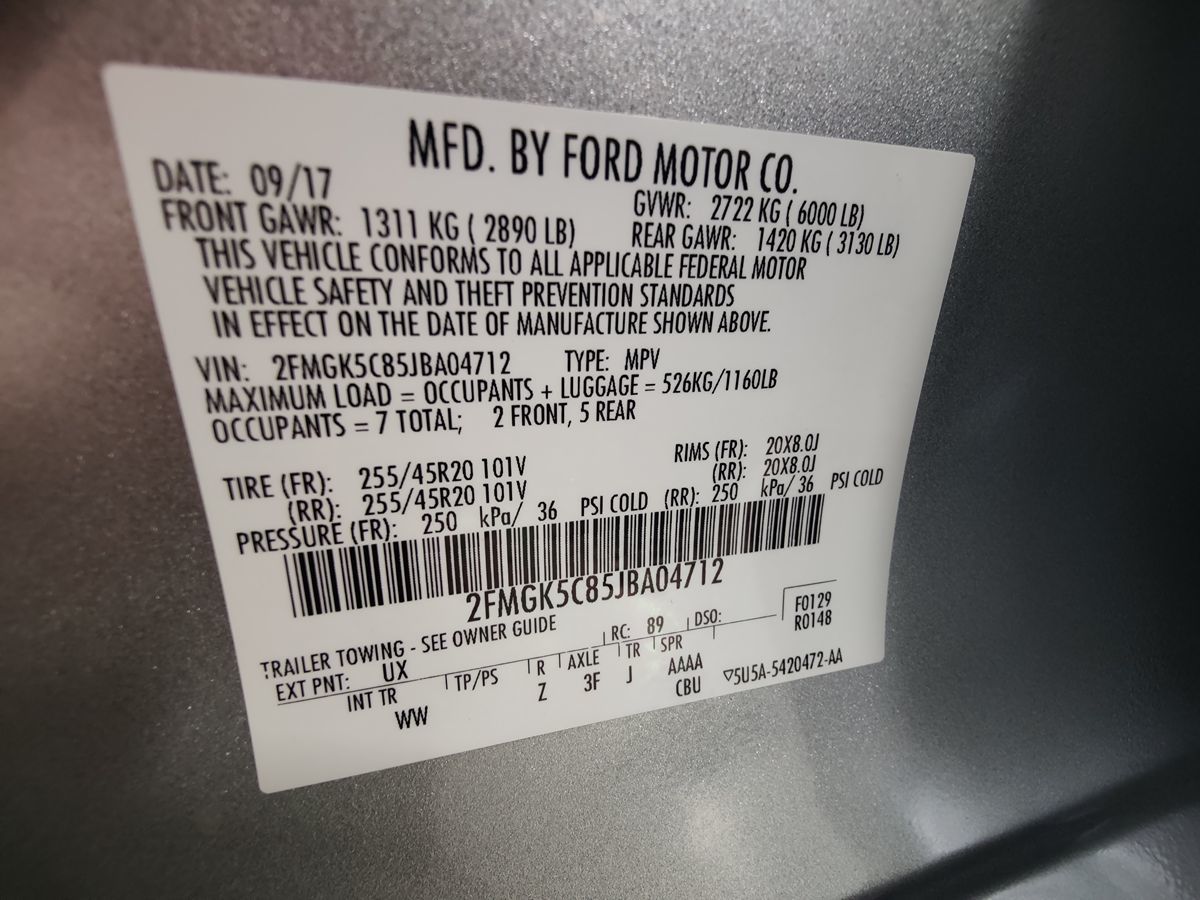 MFD. BY FORD MOTOR CO.
DATE: 09/17 GVWR: 2722 KG ( 6000 LB)
FRONT GAWR: 1311 KG ( 2890 LB) REAR GAWR: 1420 KG ( 3130 LB)
THIS VEHICLE CONFORMS TO ALL APPLICABLE FEDERAL MOTOR
VEHICLE SAFETY AND THEFT PREVENTION STANDARDS
IN EFFECT ON THE DATE OF MANUFACTURE SHOWN ABOVE.
VIN: 2FMGK5C85JBA04712 TYPE: MPV
MAXIMUM LOAD = OCCUPANTS + LUGGAGE = 526KG/1160LB
OCCUPANTS = 7 TOTAL; 2 FRONT, 5 REAR
TIRE (FR): 255/45R20 101V RIMS (FR): 20X8.0J
(RR): 255/45R20 101V (RR): 20X8.0J
PRESSURE (FR): 250 kPa/ 36 PSI COLD (RR): 250 kPa/ 36 PSI COLD
2FMGK5C85JBA04712
TRAILER TOWING - SEE OWNER GUIDE F0129
EXT PNT: UX RC: 89 DSO: R0148
INT TR TP/PS R AXLE TR SPR
WW Z 3F J AAAA
CBU ▽5U5A-5420472-AA